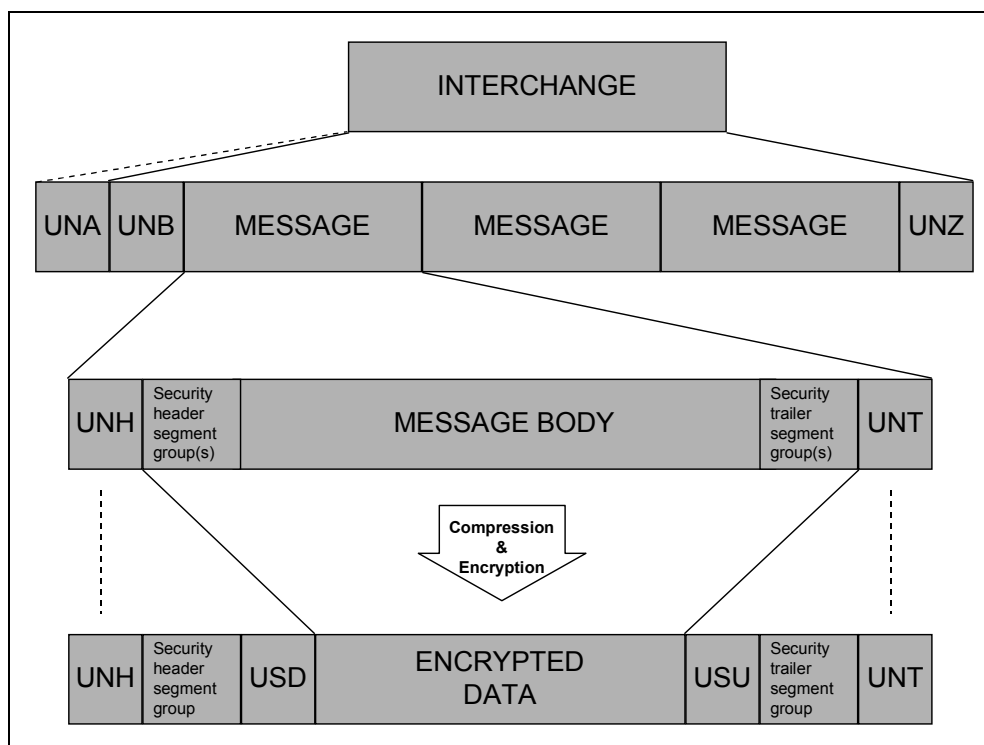 INTERCHANGE
UNA
UNB
MESSAGE
MESSAGE
MESSAGE
UNZ
UNH
Security
header
segment
group(s)
MESSAGE BODY
Security
trailer
segment
group(s)
UNT
Compression
&
Encryption
UNH
Security
header
segment
group
USD
ENCRYPTED
DATA
USU
Security
trailer
segment
group
UNT